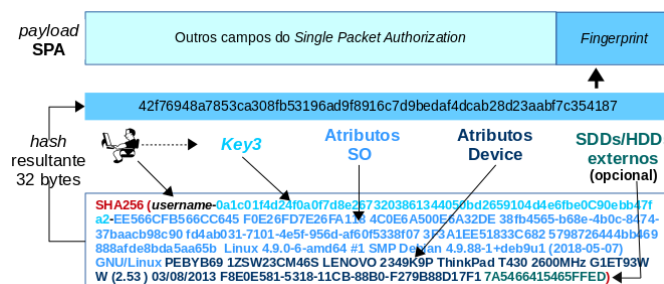 payload
SPA
Outros campos do Single Packet Authorization
Fingerprint
42f76948a7853ca308fb53196ad9f8916c7d9bedaf4dcab28d23aabf7c354187
hash
resultante
32 bytes
Key3
Atributos
SO
Atributos
Device
SDDs/HDD
externos
(opcional)
SHA256 (username-0a1c01f4d24f0a0f7d8e2673203861344050bd2659104d4e6fbe0C90ebb47f
a2-EE566CFB566CC645 F0E26FD7E26FA118 4C0E6A500E6A32DE 38fb4565-b68e-4b0c-8474-
37baacb98c90 fd4ab031-7101-4e5f-956d-af60f5338f07 3F3A1EE51833C682 5798726444bb469
888afde8bda5aa65b Linux 4.9.0-6-amd64 #1 SMP Debian 4.9.88-1+deb9u1 (2018-05-07)
GNU/Linux PEBYB69 1ZSW23CM46S LENOVO 2349K9P ThinkPad T430 2600MHz G1ET93W
W (2.53 ) 03/08/2013 F8E0E581-5318-11CB-88B0-F279B88D17F1 7A5466415465FFED)